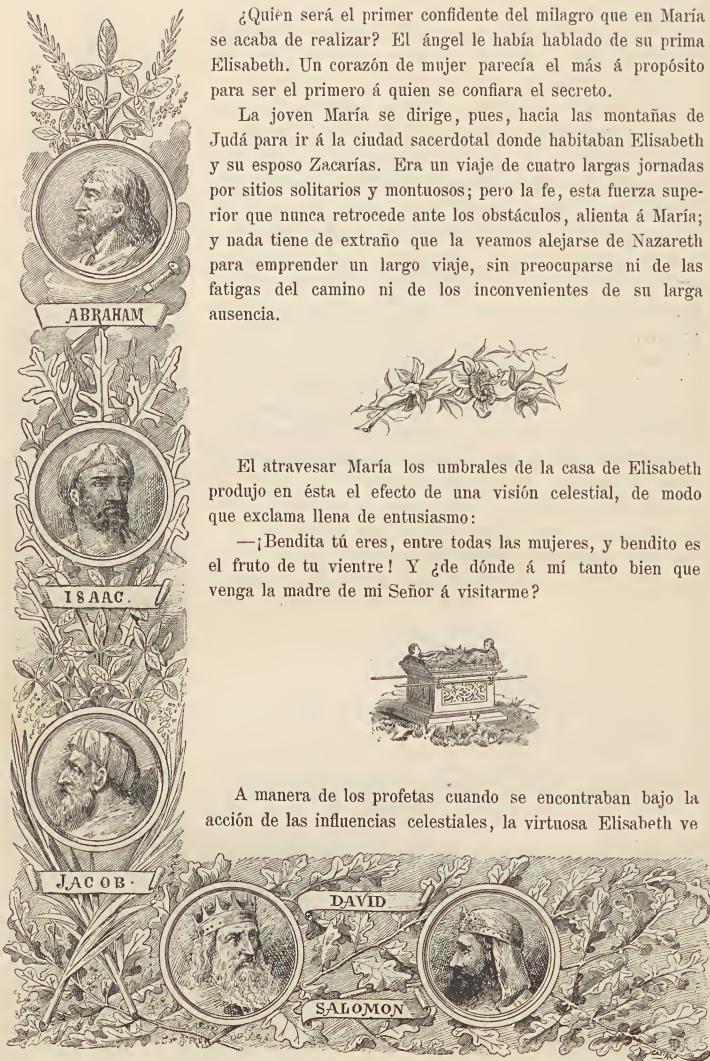 ¿Quién será el primer confidente del milagro que en María
se acaba de realizar? El ángel le había hablado de su prima
Elisabeth. Un corazón de mujer parecía el más á propósito
para ser el primero á quien se confiara el secreto.
La joven María se dirige, pues, hacia las montañas de
Judá para ir á la ciudad sacerdotal donde habitaban Elisabeth
y su esposo Zacarías. Era un viaje de cuatro largas jornadas
por sitios solitarios y montuosos; pero la fe, esta fuerza supe-
rior que nunca retrocede ante los obstáculos, alienta á María;
y nada tiene de extraño que la veamos alejarse de Nazareth
para emprender un largo viaje, sin preocuparse ni de las
fatigas del camino ni de los inconvenientes de su larga
ausencia.
ABRAHAM
El atravesar María los umbrales de la casa de Elisabeth
produjo en ésta el efecto de una visión celestial, de modo
que exclama llena de entusiasmo:
—¡Bendita tú eres, entre todas las mujeres, y bendito es
el fruto de tu vientre! Y ¿de dónde á mí tanto bien que
venga la madre de mi Señor á visitarme?
ISAAC.
A manera de los profetas cuando se encontraban bajo la
acción de las influencias celestiales, la virtuosa Elisabeth ve
JACOB.
DAVID
SALOMON